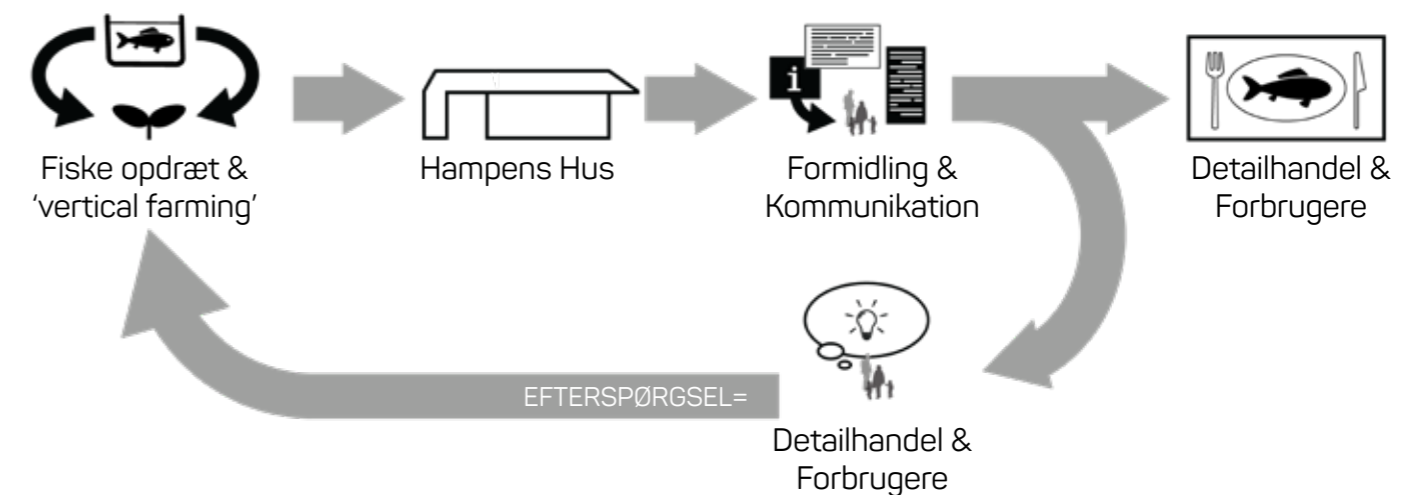 Fiske opdræt &
‘vertical farming’
Hampens Hus
i
Formidling &
Kommunikation
Detailhandel &
Forbrugere
EFTERSPØRGSEL=
Detailhandel &
Forbrugere